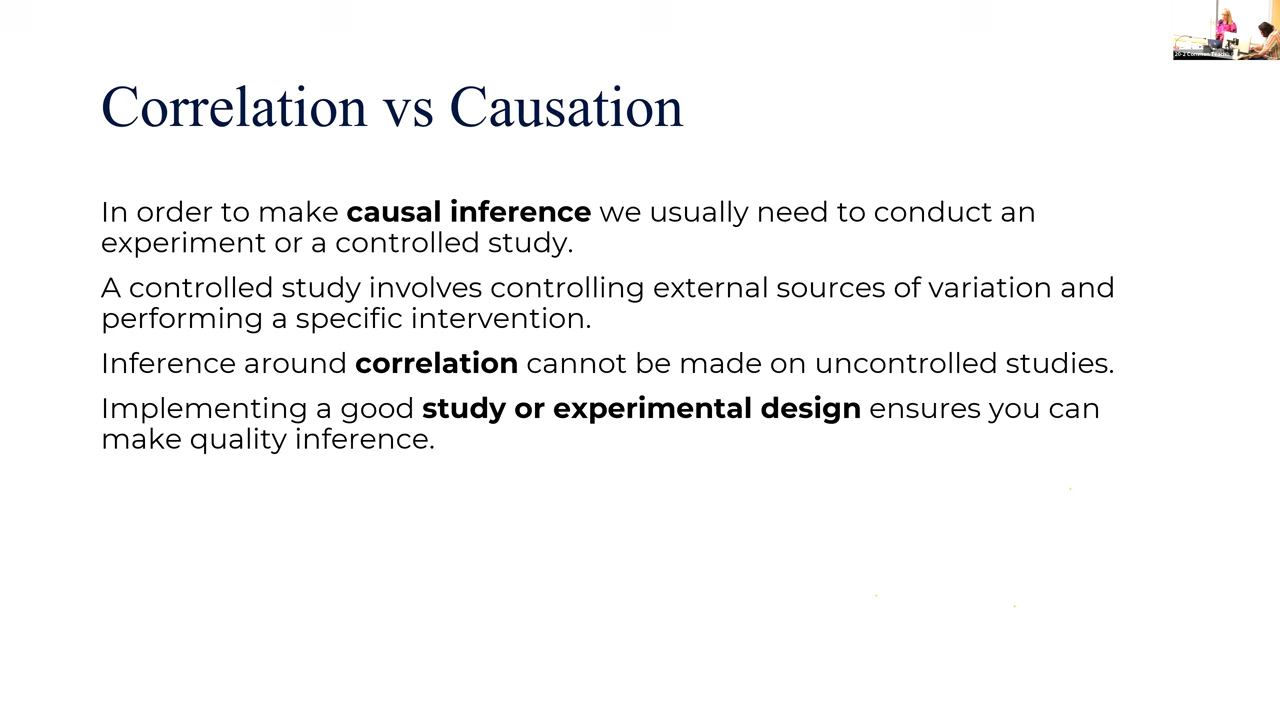 Correlation vs Causation
In order to make causal inference we usually need to conduct an
experiment or a controlled study.
A controlled study involves controlling external sources of variation and
performing a specific intervention.
Inference around correlation cannot be made on uncontrolled studies.
Implementing a good study or experimental design ensures you can
make quality inference.